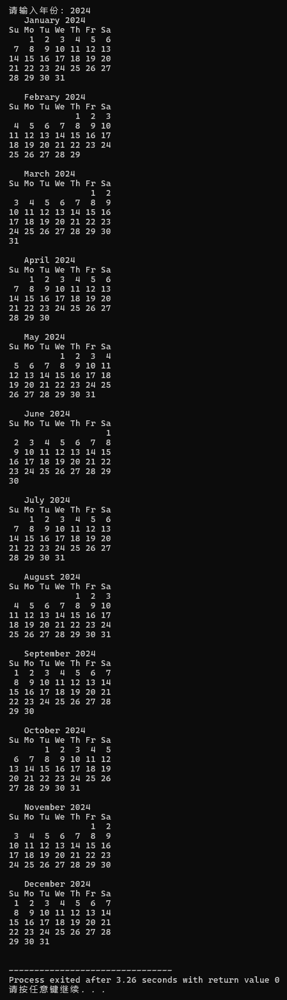 请输入年份: 2024
   January 2024
Su Mo Tu We Th Fr Sa
    1  2  3  4  5  6
 7  8  9 10 11 12 13
14 15 16 17 18 19 20
21 22 23 24 25 26 27
28 29 30 31

   Febrary 2024
Su Mo Tu We Th Fr Sa
             1  2  3
 4  5  6  7  8  9 10
11 12 13 14 15 16 17
18 19 20 21 22 23 24
25 26 27 28 29

   March 2024
Su Mo Tu We Th Fr Sa
                1  2
 3  4  5  6  7  8  9
10 11 12 13 14 15 16
17 18 19 20 21 22 23
24 25 26 27 28 29 30
31

   April 2024
Su Mo Tu We Th Fr Sa
    1  2  3  4  5  6
 7  8  9 10 11 12 13
14 15 16 17 18 19 20
21 22 23 24 25 26 27
28 29 30

   May 2024
Su Mo Tu We Th Fr Sa
          1  2  3  4
 5  6  7  8  9 10 11
12 13 14 15 16 17 18
19 20 21 22 23 24 25
26 27 28 29 30 31

   June 2024
Su Mo Tu We Th Fr Sa
                   1
 2  3  4  5  6  7  8
 9 10 11 12 13 14 15
16 17 18 19 20 21 22
23 24 25 26 27 28 29
30

   July 2024
Su Mo Tu We Th Fr Sa
    1  2  3  4  5  6
 7  8  9 10 11 12 13
14 15 16 17 18 19 20
21 22 23 24 25 26 27
28 29 30 31

   August 2024
Su Mo Tu We Th Fr Sa
             1  2  3
 4  5  6  7  8  9 10
11 12 13 14 15 16 17
18 19 20 21 22 23 24
25 26 27 28 29 30 31

   September 2024
Su Mo Tu We Th Fr Sa
 1  2  3  4  5  6  7
 8  9 10 11 12 13 14
15 16 17 18 19 20 21
22 23 24 25 26 27 28
29 30

   October 2024
Su Mo Tu We Th Fr Sa
       1  2  3  4  5
 6  7  8  9 10 11 12
13 14 15 16 17 18 19
20 21 22 23 24 25 26
27 28 29 30 31

   November 2024
Su Mo Tu We Th Fr Sa
                1  2
 3  4  5  6  7  8  9
10 11 12 13 14 15 16
17 18 19 20 21 22 23
24 25 26 27 28 29 30

   December 2024
Su Mo Tu We Th Fr Sa
 1  2  3  4  5  6  7
 8  9 10 11 12 13 14
15 16 17 18 19 20 21
22 23 24 25 26 27 28
29 30 31

--------------------------------
Process exited after 3.26 seconds with return value 0
请按任意键继续. . .